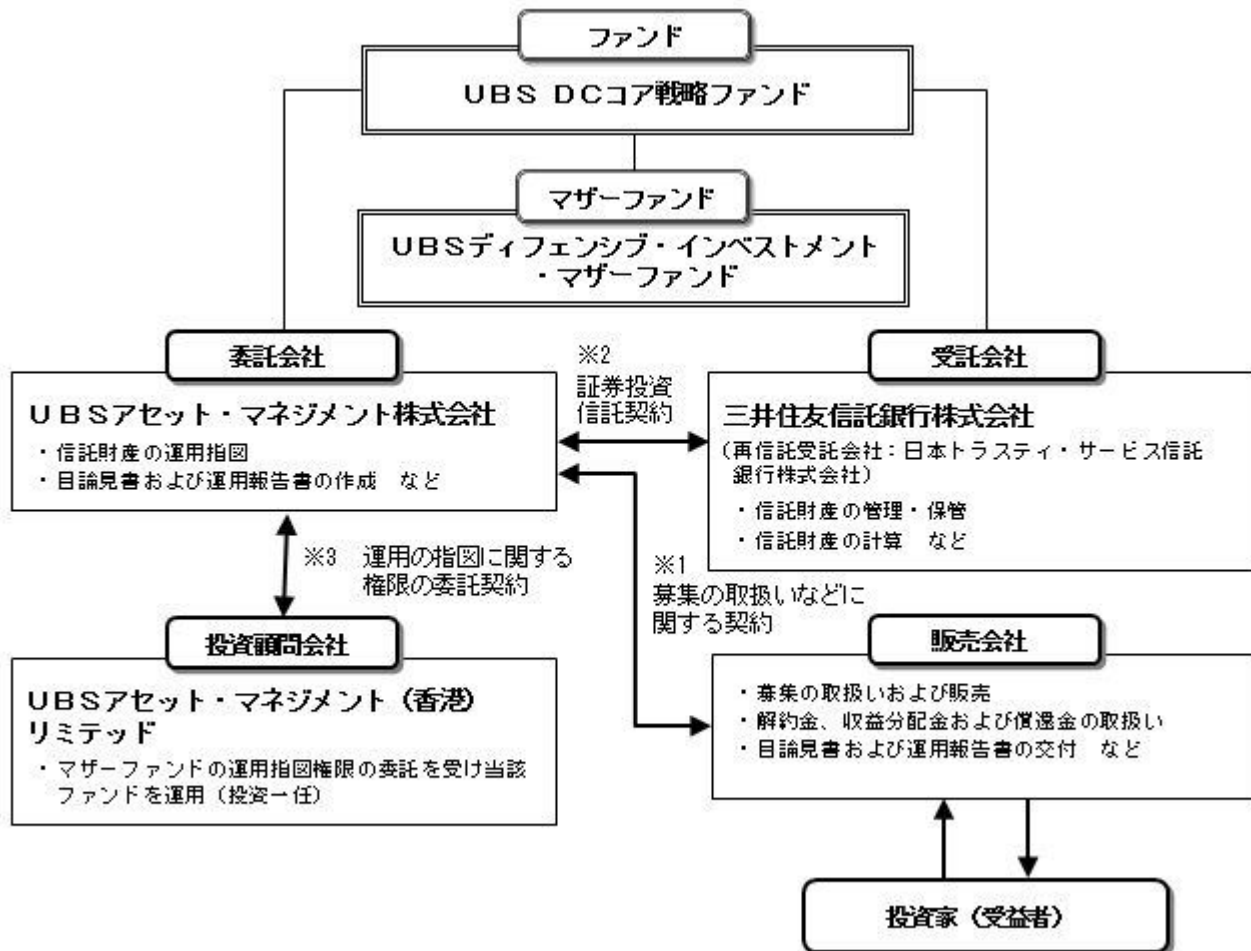 ファンド
UBS DCコア戦略ファンド
マザーファンド
UBSディフェンシブ・インベストメント
・マザーファンド
委託会社
UBSアセット・マネジメント株式会社
・信託財産の運用指図
・目論見書および運用報告書の作成 など
※2
証券投資
信託契約
受託会社
三井住友信託銀行株式会社
(再信託受託会社:日本トラスティ・サービス信託
銀行株式会社)
・信託財産の管理・保管
・信託財産の計算 など
※3 運用の指図に関する
権限の委託契約
※1
募集の取扱いなどに
関する契約
投資顧問会社
UBSアセット・マネジメント(香港)
リミテッド
・マザーファンドの運用指図権限の委託を受け当該
ファンドを運用(投資一任)
販売会社
・募集の取扱いおよび販売
・解約金、収益分配金および償還金の取扱い
・目論見書および運用報告書の交付 など
投資家(受益者)